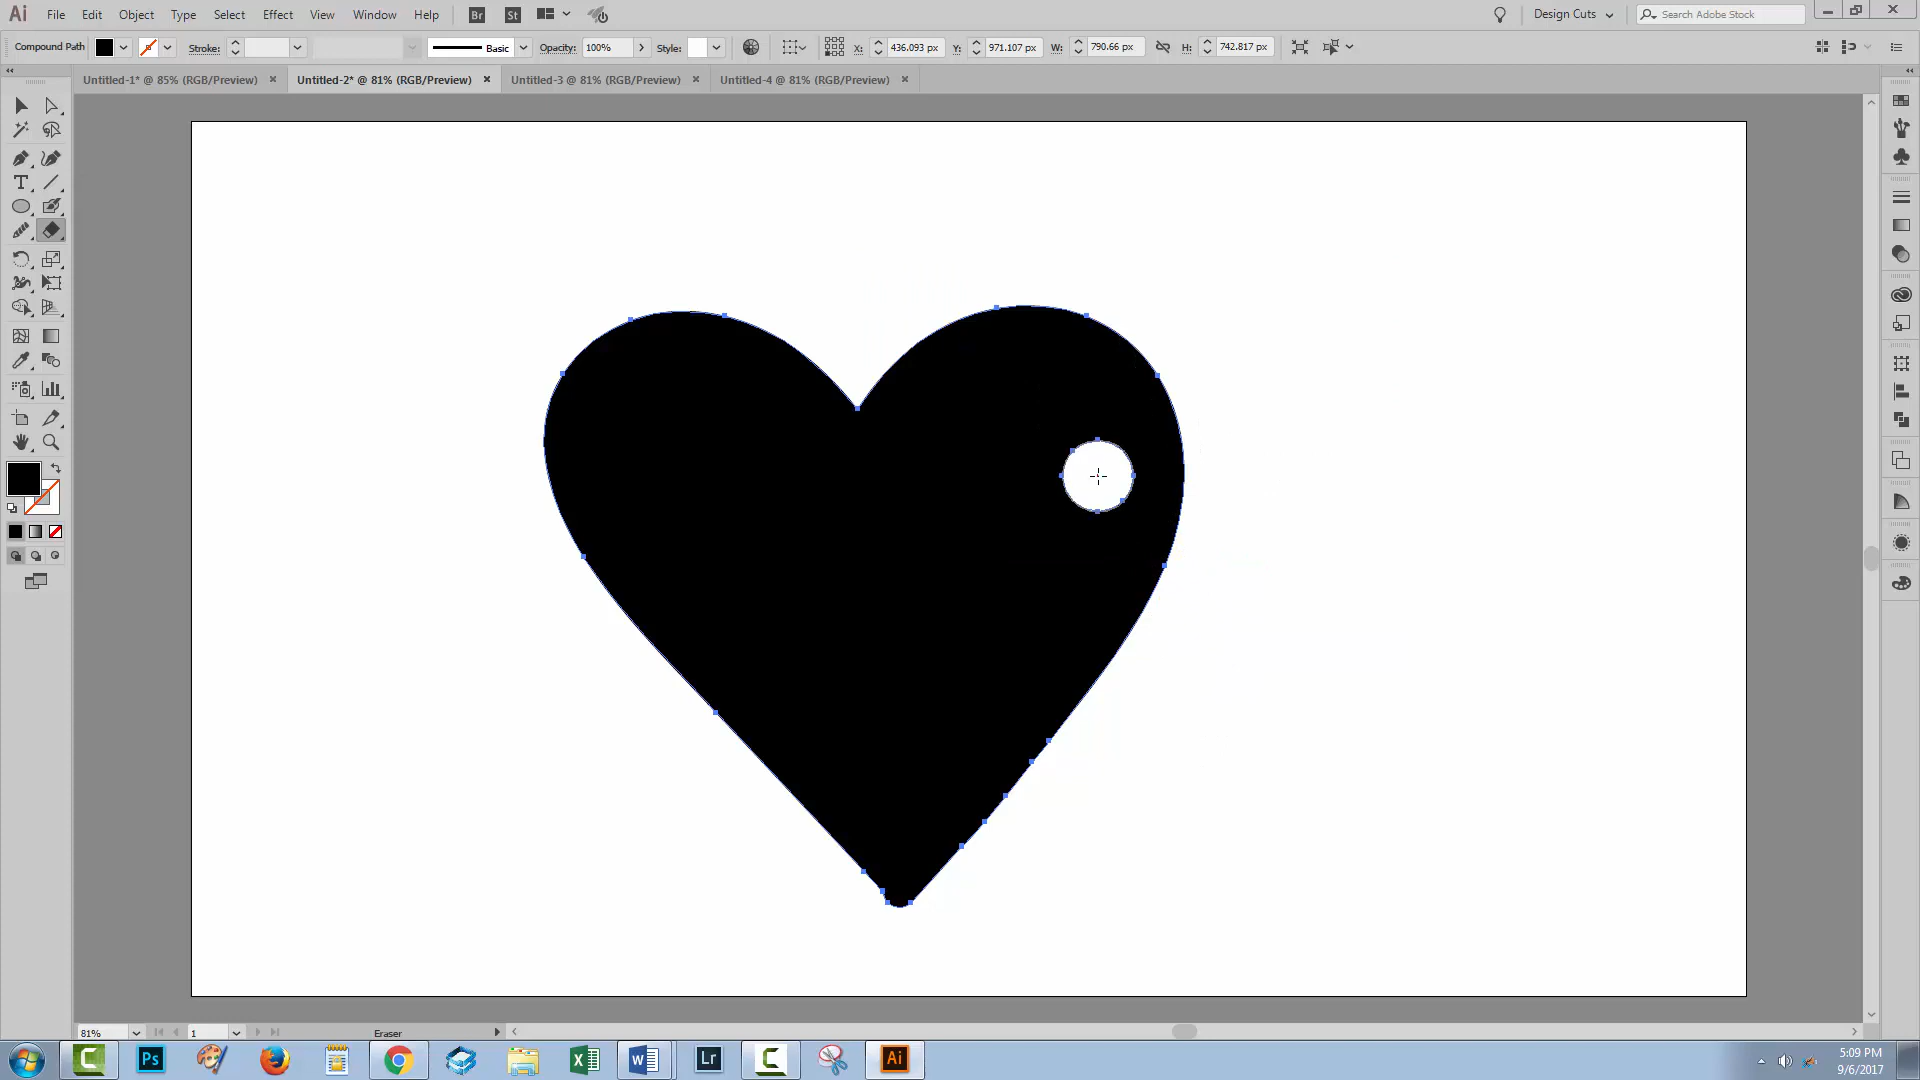 Ai File Edit Object Type Select Effect View Window Help Br St Design Cuts Search Adobe Stock
Compound Path Stroke: Basic Opacity: 100% Style: X: 436.093 px Y: 971.107 px W: 790.66 px H: 742.817 px
Untitled-1* @ 85% (RGB/Preview) Untitled-2* @ 81% (RGB/Preview) Untitled-3 @ 81% (RGB/Preview) Untitled-4 @ 81% (RGB/Preview)
T
81% 1 Eraser
Ps Lr Ai
5:09 PM
9/6/2017